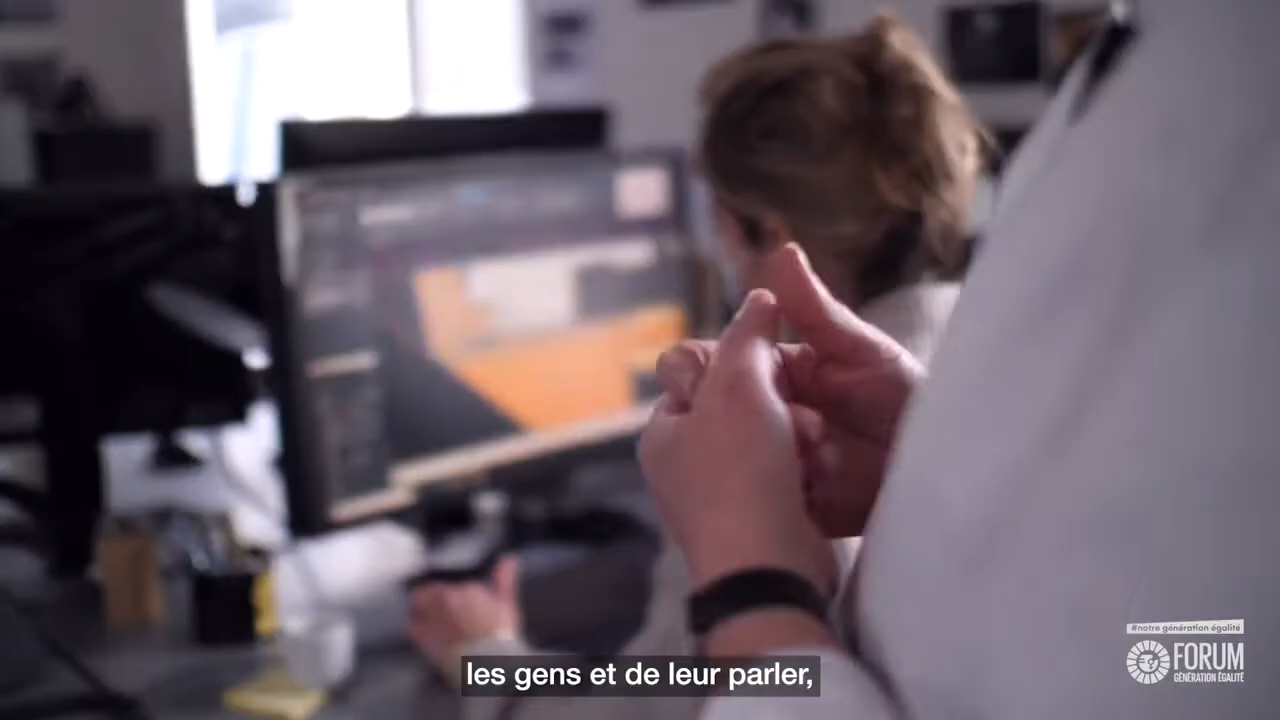 les gens et de leur parler,
#notre génération égalité
FORUM
GÉNÉRATION ÉGALITÉ